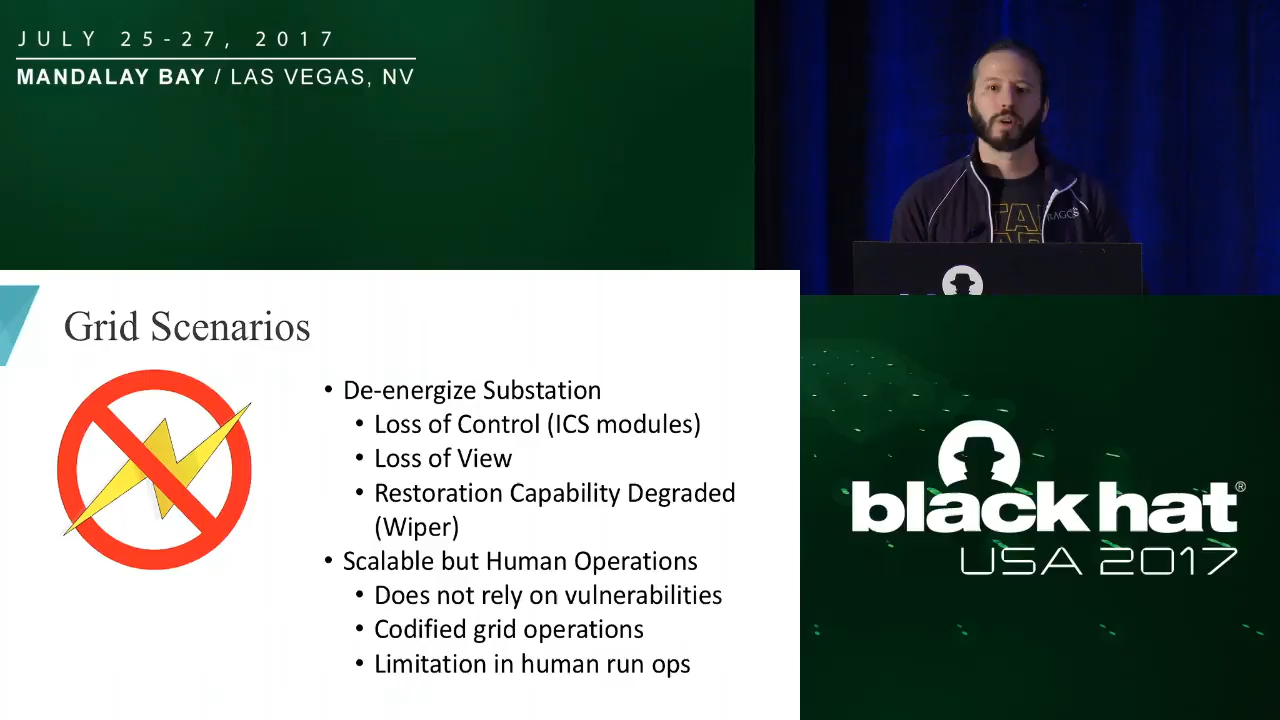 JULY 25-27, 2017
MANDALAY BAY / LAS VEGAS, NV
Grid Scenarios
• De-energize Substation
• Loss of Control (ICS modules)
• Loss of View
• Restoration Capability Degraded
(Wiper)
• Scalable but Human Operations
• Does not rely on vulnerabilities
• Codified grid operations
• Limitation in human run ops
black hat®
USA 2017